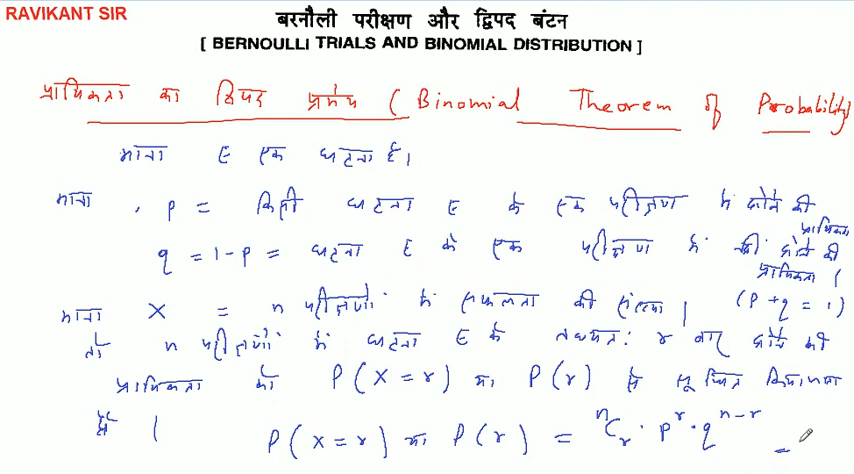 RAVIKANT SIR
बरनौली परीक्षण और द्विपद बंटन
[ BERNOULLI TRIALS AND BINOMIAL DISTRIBUTION ]
प्रायिकता का द्विपद प्रमेय ( Binomial Theorem of Probability)
माना E एक घटना है।
माना , P = किसी घटना E के एक परीक्षण में होने की प्रायिकता
q = 1-p = घटना E के एक परीक्षण में नहीं होने की प्रायिकता।
माना X = n परीक्षणों में सफलता की संख्या। (p+q = 1)
तो n परीक्षणों में घटना E के तथ्यतः r बार होने की
प्रायिकता को P(X=r) या P(r) से सूचित किया जाता
है।
P(X=r) या P(r) = ⁿCᵣ · pʳ · qⁿ⁻ʳ =